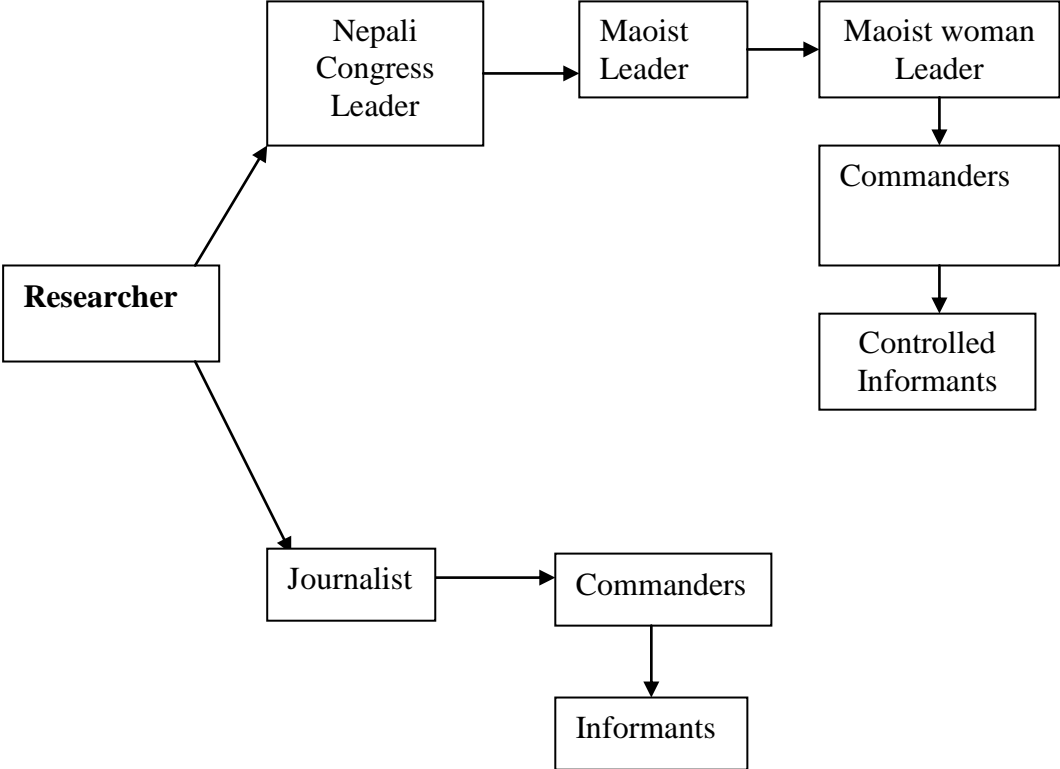 Nepali
Congress
Leader
Maoist
Leader
Maoist woman
Leader
Commanders
Researcher
Controlled
Informants
Journalist
Commanders
Informants